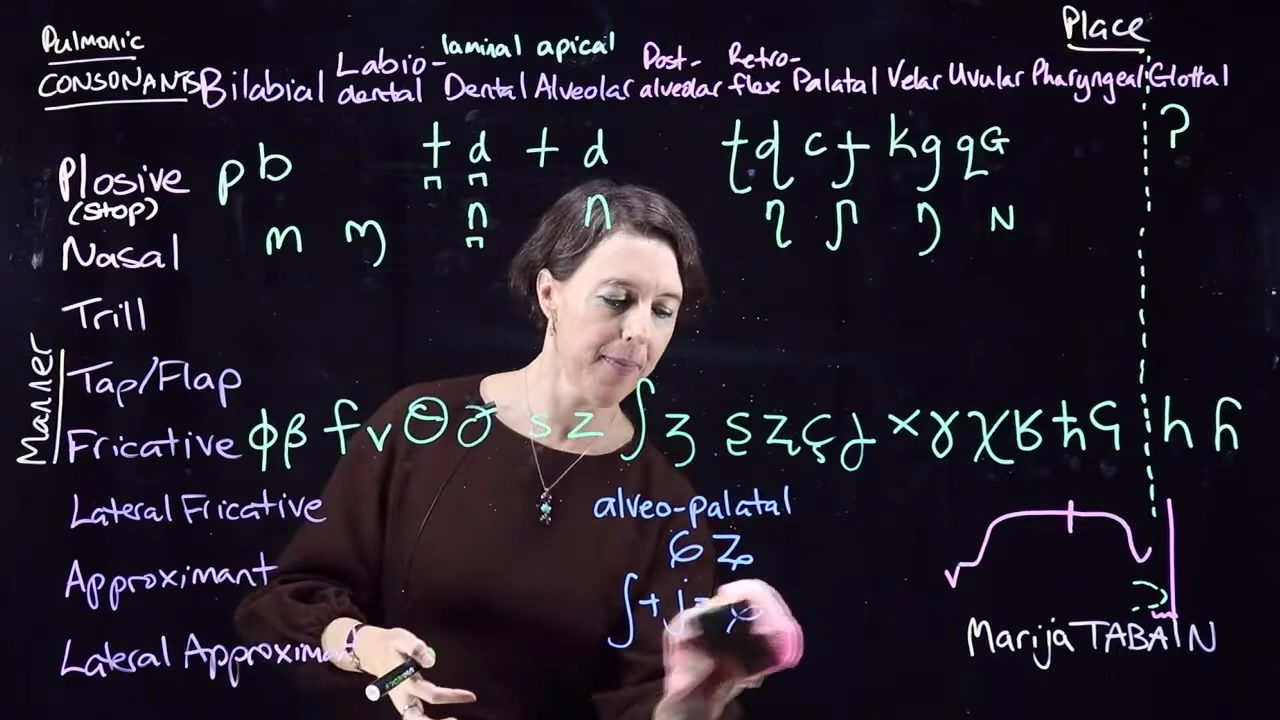 Place
Pulmonic
CONSONANTS
laminal apical
Bilabial Labio-dental Dental Alveolar Post-alveolar Retro-flex Palatal Velar Uvular Pharyngeal Glottal
Plosive p b t̪ d̪ t d ʈ ɖ c ɟ k g q ɢ ʔ
(stop)
Nasal m ɱ n̪ n ɳ ɲ ŋ ɴ
Trill
Manner
Tap/Flap
Fricative ɸ β f v θ ð s z ʃ ʒ ʂ ʐ ç ʝ x ɣ χ ʁ ħ ʕ h ɦ
Lateral Fricative
alveo-palatal
ɕ ʑ
Approximant
ʃ + j
Lateral Approximant
Marija TABAIN